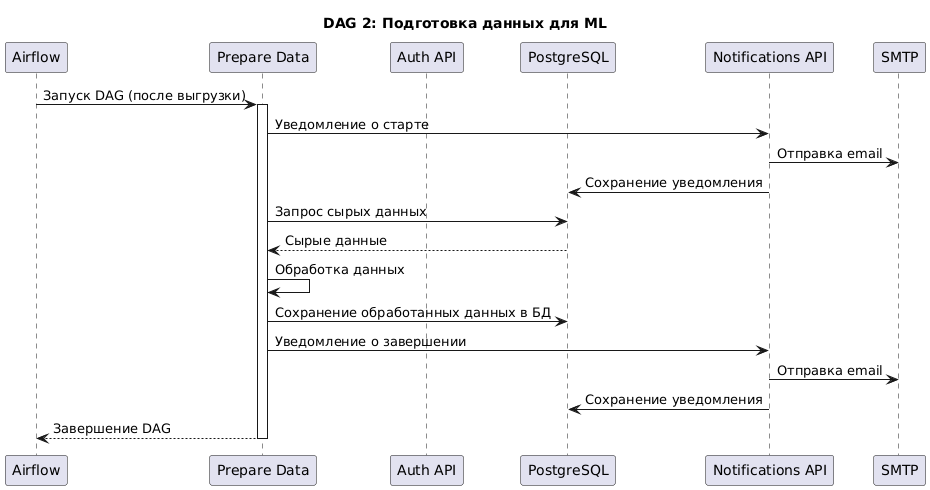 DAG 2: Подготовка данных для ML
Airflow
Prepare Data
Auth API
PostgreSQL
Notifications API
SMTP
Запуск DAG (после выгрузки)
Уведомление о старте
Отправка email
Сохранение уведомления
Запрос сырых данных
Сырые данные
Обработка данных
Сохранение обработанных данных в БД
Уведомление о завершении
Отправка email
Сохранение уведомления
Завершение DAG
Airflow
Prepare Data
Auth API
PostgreSQL
Notifications API
SMTP